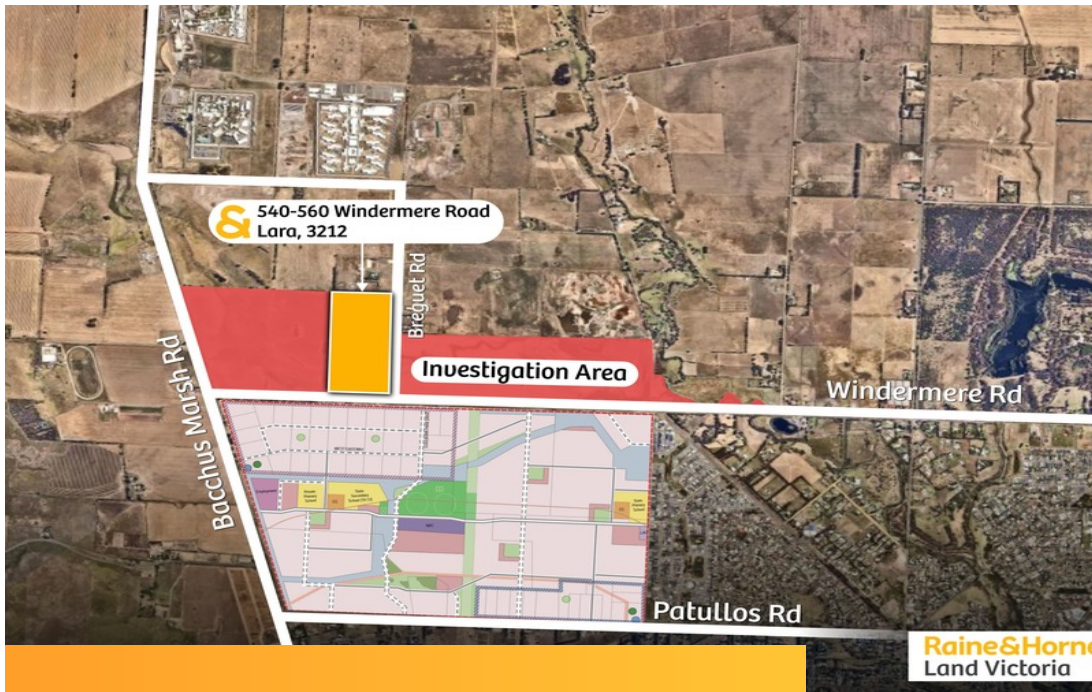 &
540-560 Windermere Road
Lara, 3212
Breguet Rd
Investigation Area
Windermere Rd
Bacchus Marsh Rd
Patullos Rd
Raine&Horne
Land Victoria